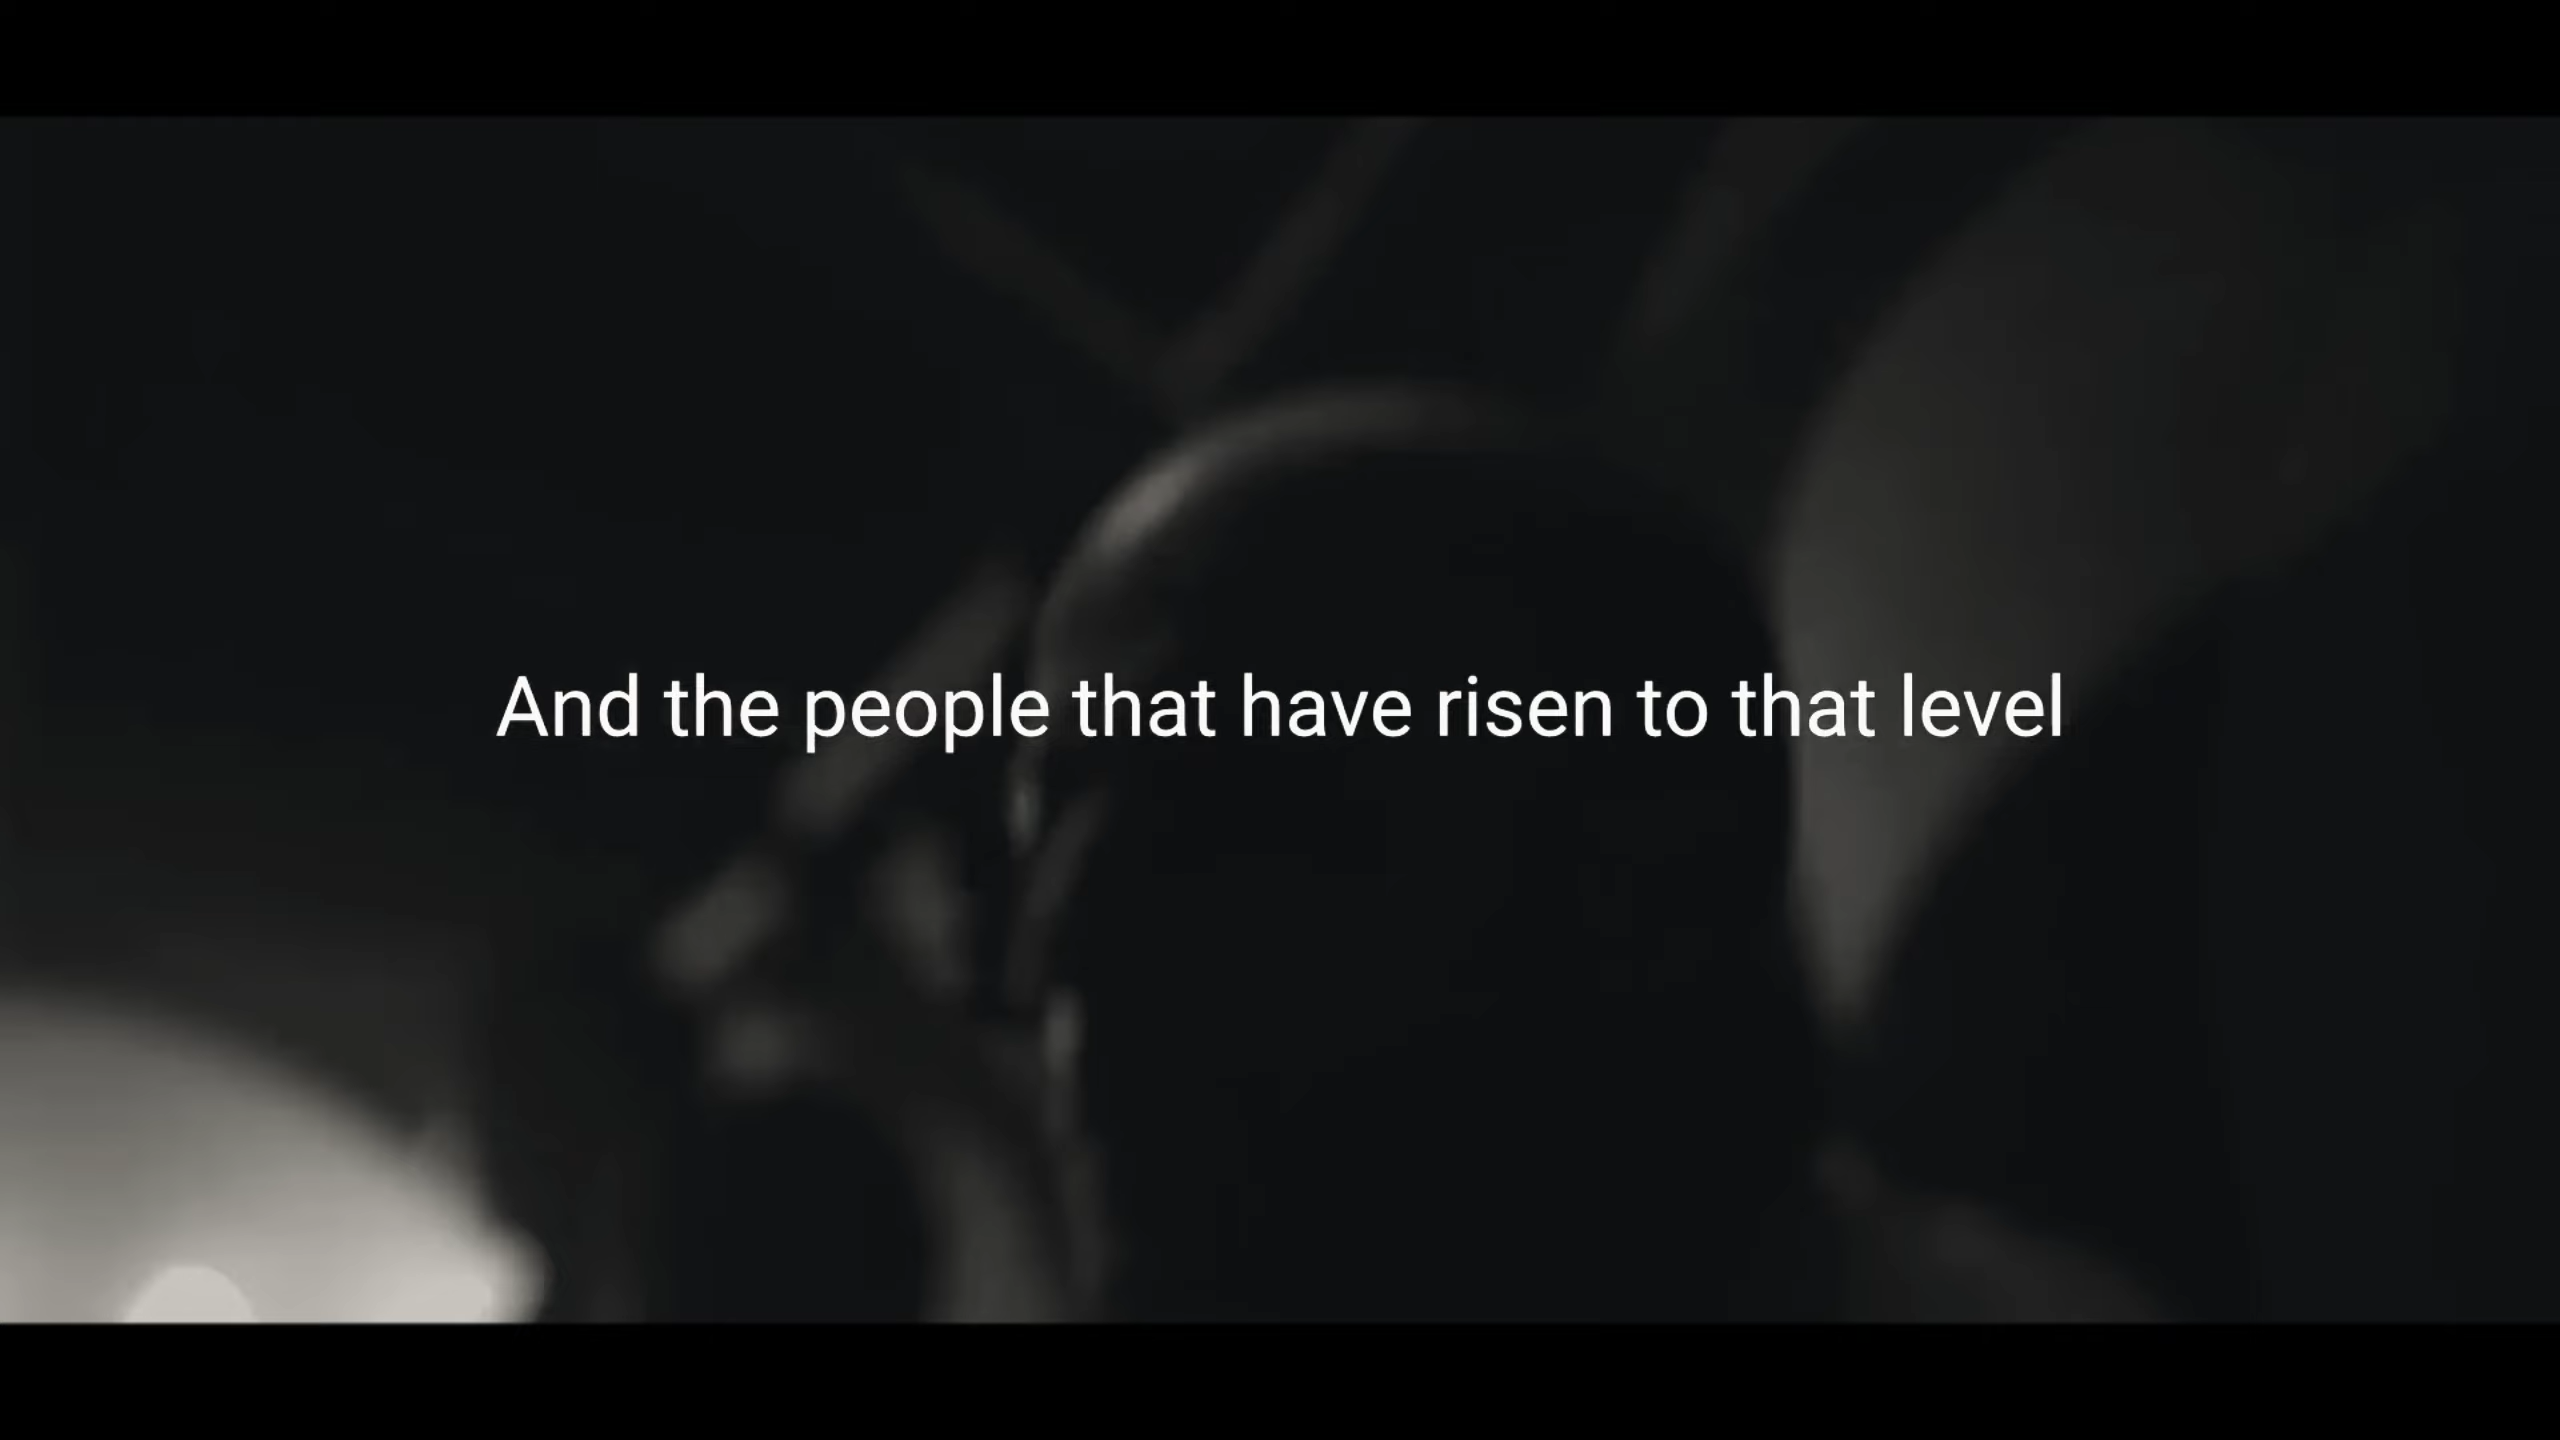 And the people that have risen to that level